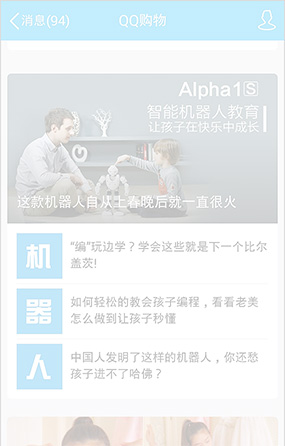 消息(94)
QQ购物
Alpha1S
智能机器人教育
让孩子在快乐中成长
这款机器人自从上春晚后就一直很火
机
“编”玩边学？学会这些就是下一个比尔
盖茨!
器
如何轻松的教会孩子编程，看看老美
怎么做到让孩子秒懂
人
中国人发明了这样的机器人，你还愁
孩子进不了哈佛？